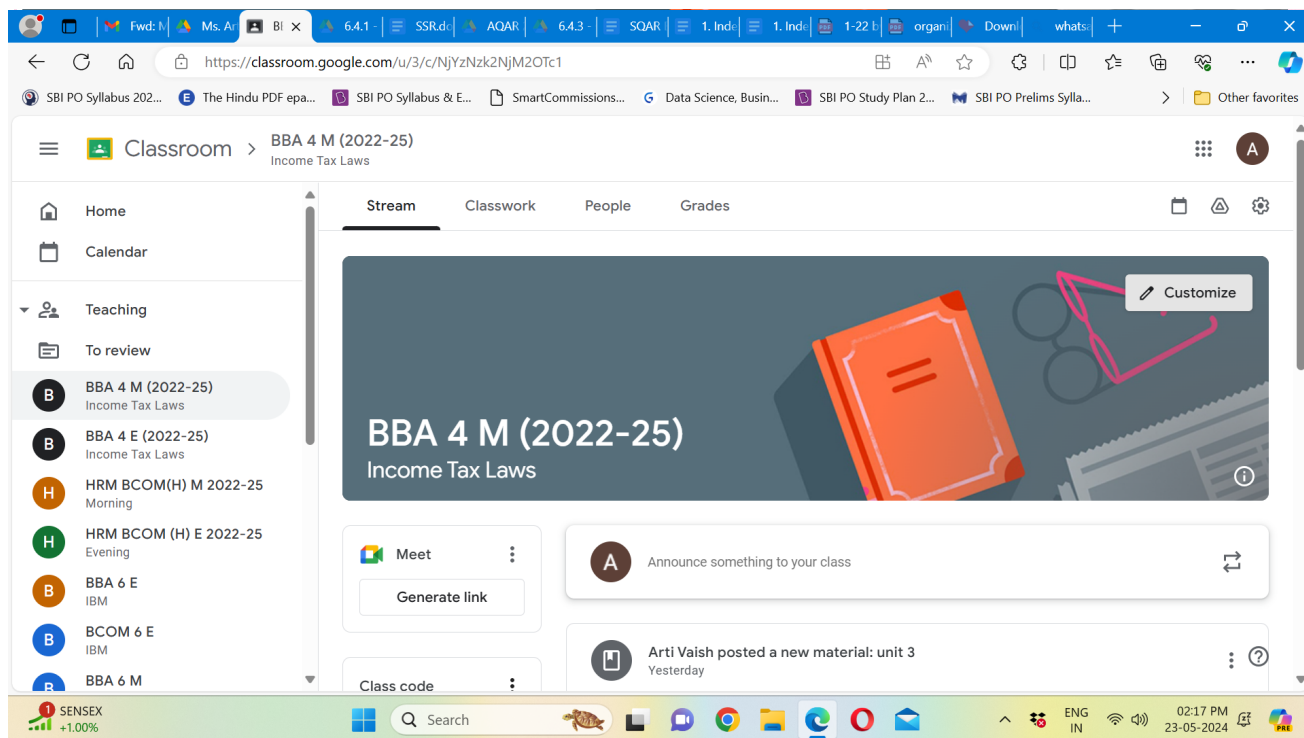 Fwd: M
Ms. Ar
Bl
6.4.1 -
SSR.dc
AQAR
6.4.3 -
SQAR
1. Inde
1. Inde
1-22 b
organi
Downl
whatsa
https://classroom.google.com/u/3/c/NjYzNzk2NjM2OTc1
SBI PO Syllabus 202...
The Hindu PDF epa...
SBI PO Syllabus & E...
SmartCommissions...
Data Science, Busin...
SBI PO Study Plan 2...
SBI PO Prelims Sylla...
Other favorites
Classroom > BBA 4 M (2022-25)
Income Tax Laws
A
Home
Calendar
Teaching
To review
B BBA 4 M (2022-25)
Income Tax Laws
B BBA 4 E (2022-25)
Income Tax Laws
H HRM BCOM(H) M 2022-25
Morning
H HRM BCOM (H) E 2022-25
Evening
B BBA 6 E
IBM
B BCOM 6 E
IBM
B BBA 6 M
Stream Classwork People Grades
Customize
BBA 4 M (2022-25)
Income Tax Laws
Meet
Generate link
Class code
A Announce something to your class
Arti Vaish posted a new material: unit 3
Yesterday
1 SENSEX
+1.00%
Search
ENG
IN
02:17 PM
23-05-2024
PRE